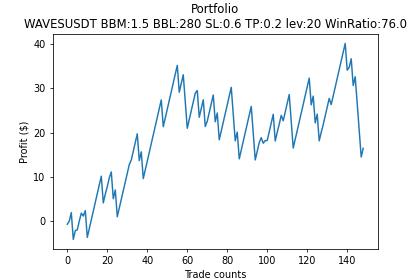 Portfolio
WAVESUSDT BBM:1.5 BBL:280 SL:0.6 TP:0.2 lev:20 WinRatio:76.0
40
30
20
10
0
Profit ($)
0 20 40 60 80 100 120 140
Trade counts